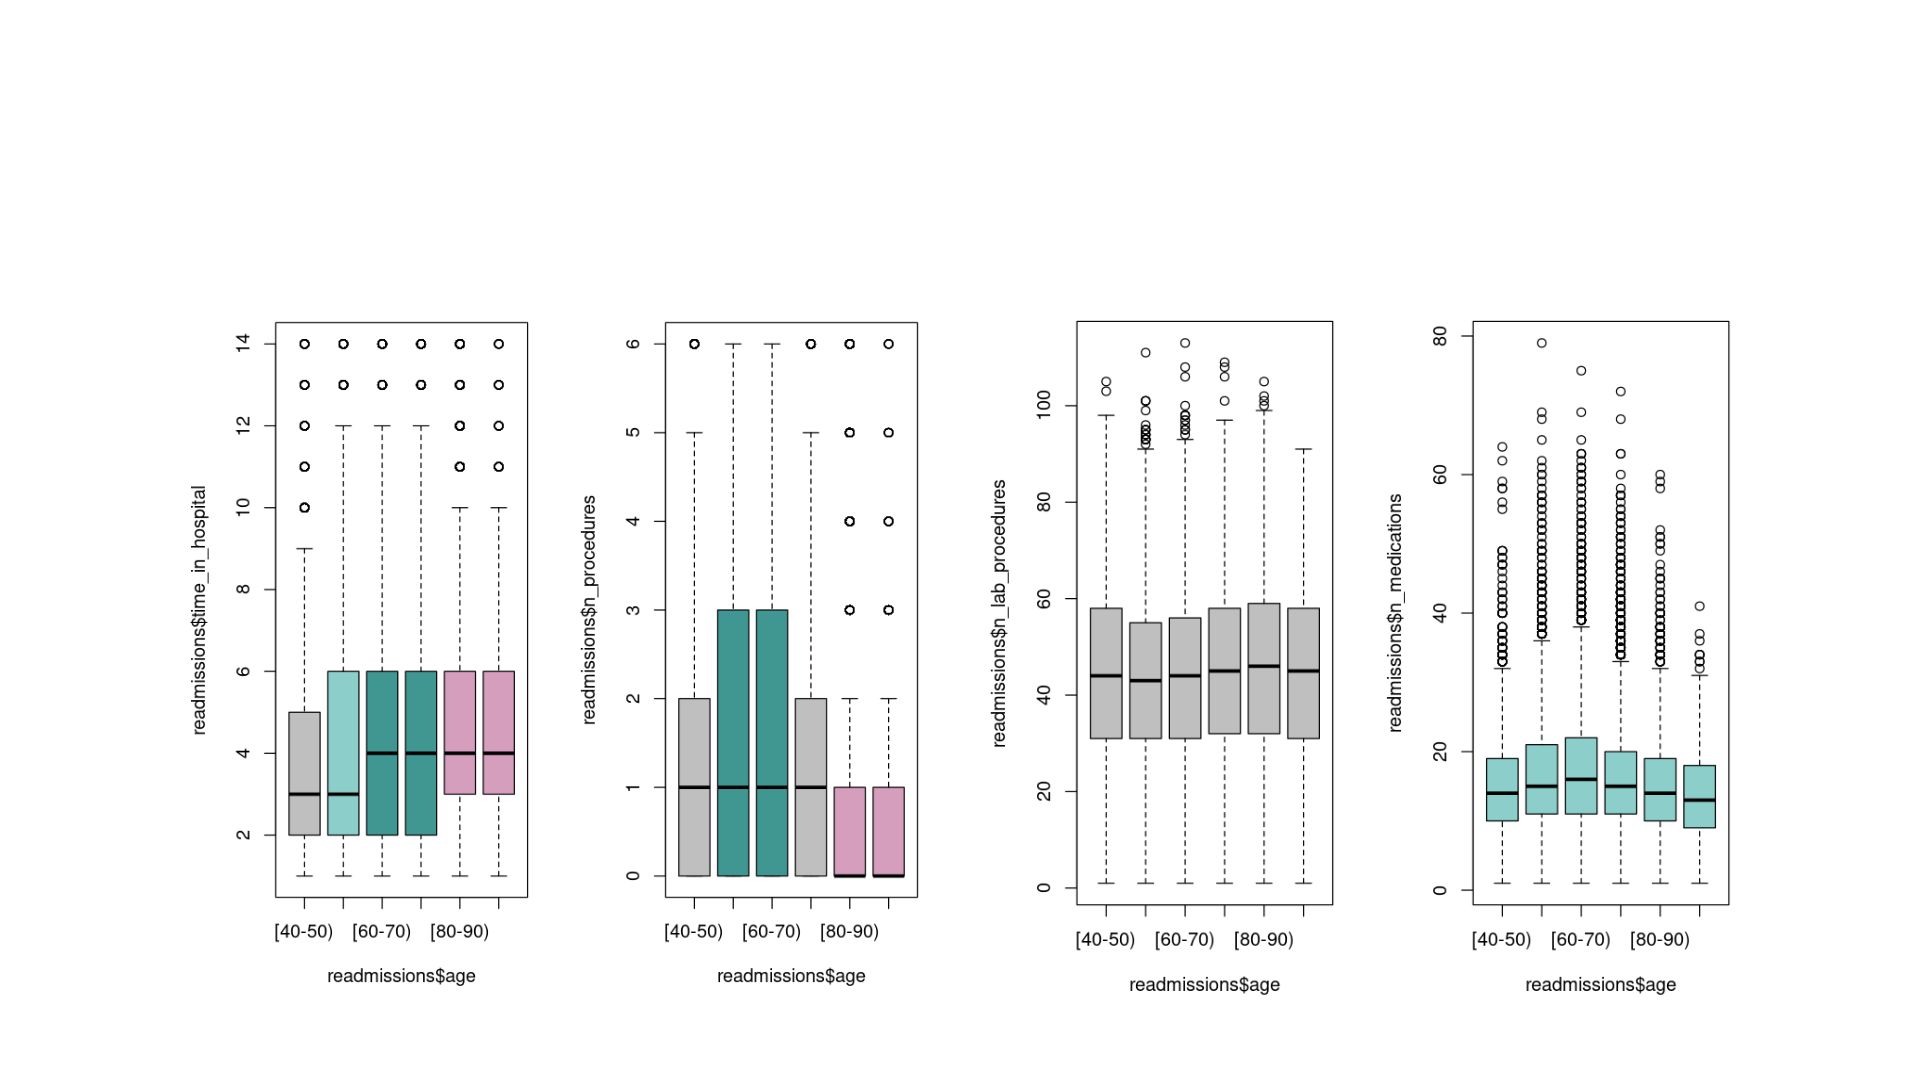 readmissions$time_in_hospital
14
12
10
8
6
4
2
[40-50) [60-70) [80-90)
readmissions$age
readmissions$n_procedures
6
5
4
3
2
1
0
[40-50) [60-70) [80-90)
readmissions$age
readmissions$n_lab_procedures
100
80
60
40
20
0
[40-50) [60-70) [80-90)
readmissions$age
readmissions$n_medications
80
60
40
20
0
[40-50) [60-70) [80-90)
readmissions$age